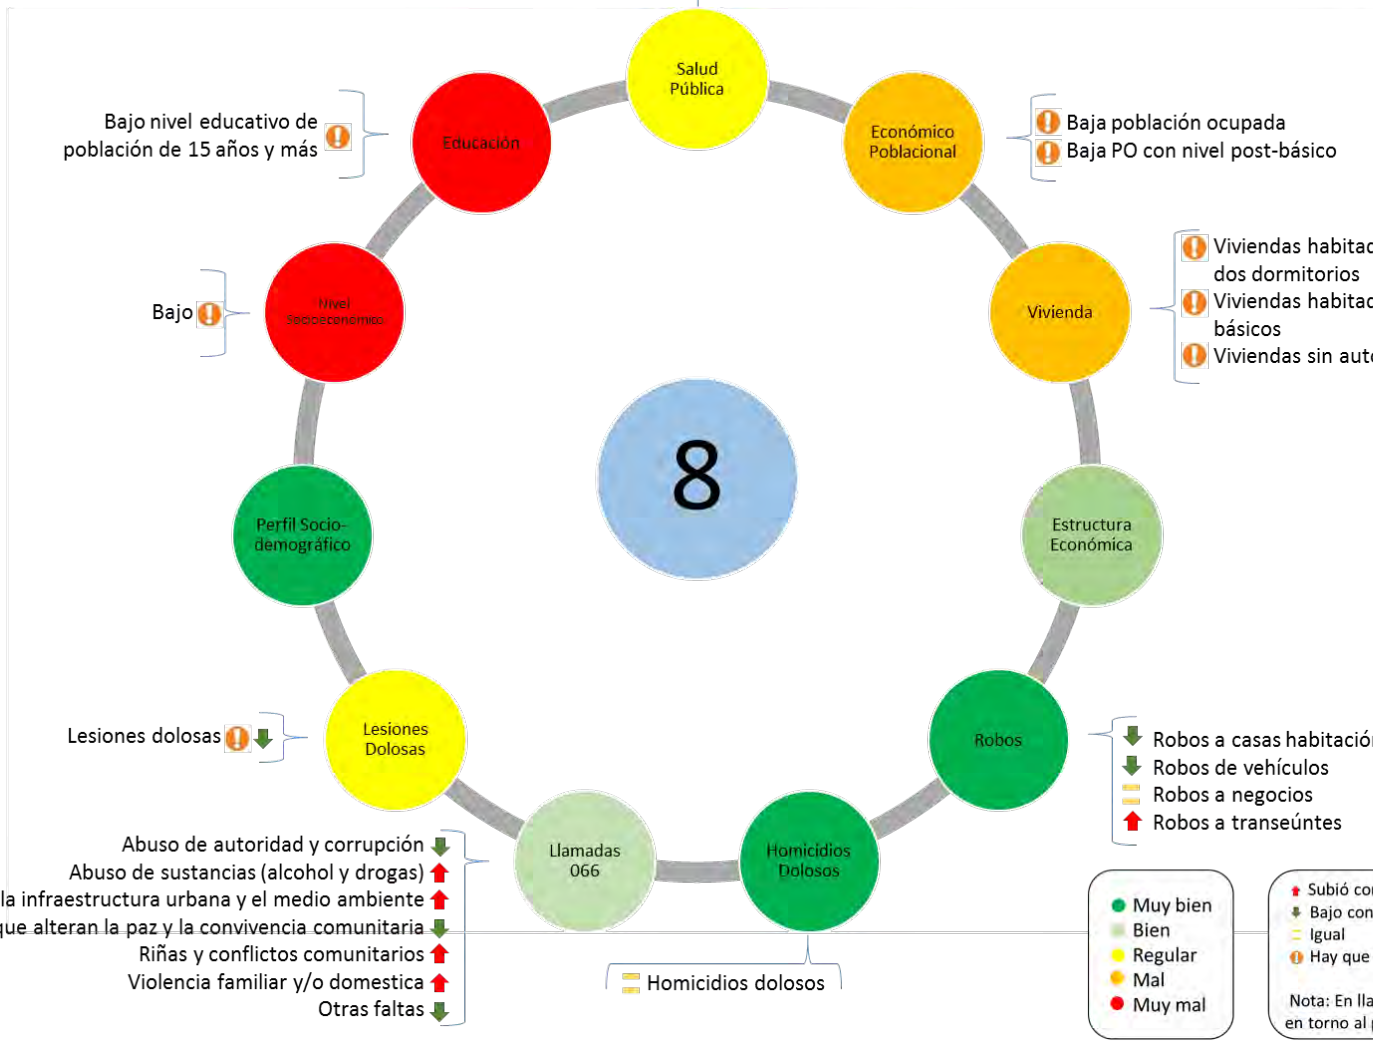 Salud
Pública
Educación
Económico
Poblacional
Bajo nivel educativo de
población de 15 años y más
Baja población ocupada
Baja PO con nivel post-básico
Nivel
Socioeconómico
Bajo
Vivienda
Viviendas
dos dormitorios
Viviendas
básicos
Viviendas sin
8
Perfil Socio-
demográfico
Estructura
Económica
Lesiones
Dolosas
Lesiones dolosas
Robos
Robos a casas habitación
Robos de vehículos
Robos a negocios
Robos a transeúntes
Llamadas
066
Homicidios
Dolosos
Abuso de autoridad y corrupción
Abuso de sustancias (alcohol y drogas)
la infraestructura urbana y el medio ambiente
que alteran la paz y la convivencia comunitaria
Riñas y conflictos comunitarios
Violencia familiar y/o domestica
Otras faltas
Homicidios dolosos
Muy bien
Bien
Regular
Mal
Muy mal
Subió
Bajo con
Igual
Hay que
Nota: En
en torno al